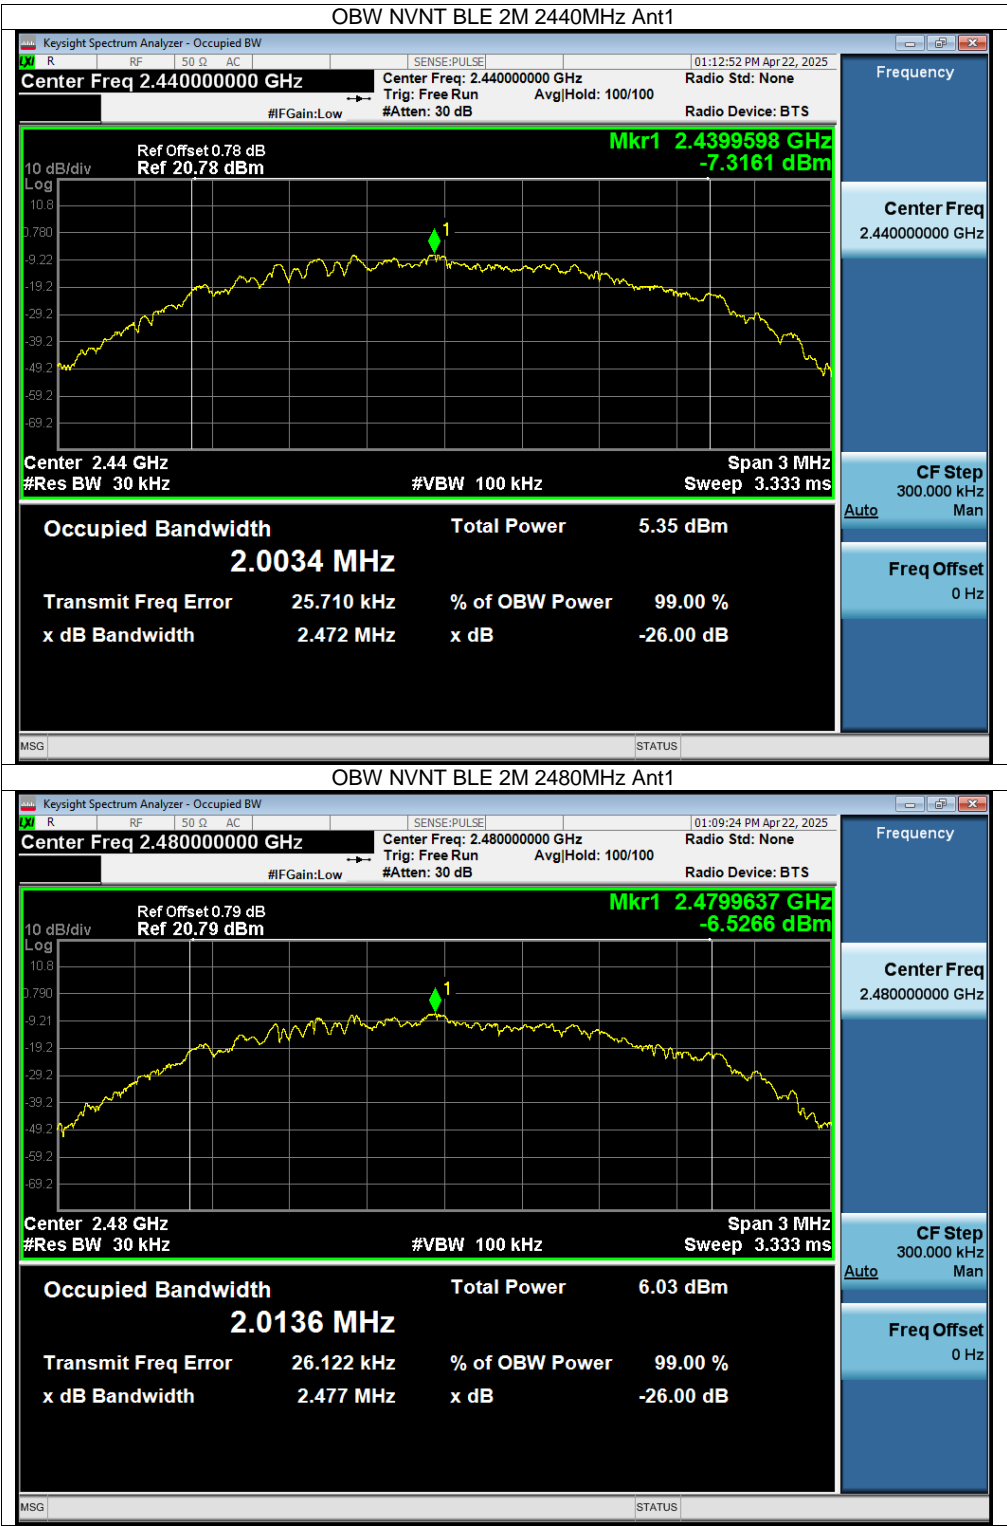 OBW NVNT BLE 2M 2440MHz Ant1
Keysight Spectrum Analyzer - Occupied BW
LXI R RF 50 Ω AC SENSE:PULSE 01:12:52 PM Apr 22, 2025
Center Freq 2.440000000 GHz
Center Freq: 2.440000000 GHz
Radio Std: None
Trig: Free Run Avg|Hold: 100/100
#IFGain:Low #Atten: 30 dB Radio Device: BTS
Frequency
Mkr1 2.4399598 GHz
-7.3161 dBm
Ref Offset 0.78 dB
10 dB/div Ref 20.78 dBm
Log
10.8
0.780
-9.22
-19.2
-29.2
-39.2
-49.2
-59.2
-69.2
1
Center Freq
2.440000000 GHz
Center 2.44 GHz Span 3 MHz
#Res BW 30 kHz #VBW 100 kHz Sweep 3.333 ms
CF Step
300.000 kHz
Auto Man
Freq Offset
0 Hz
Occupied Bandwidth Total Power 5.35 dBm
2.0034 MHz
Transmit Freq Error 25.710 kHz % of OBW Power 99.00 %
x dB Bandwidth 2.472 MHz x dB -26.00 dB
MSG STATUS
OBW NVNT BLE 2M 2480MHz Ant1
Keysight Spectrum Analyzer - Occupied BW
LXI R RF 50 Ω AC SENSE:PULSE 01:09:24 PM Apr 22, 2025
Center Freq 2.480000000 GHz
Center Freq: 2.480000000 GHz
Radio Std: None
Trig: Free Run Avg|Hold: 100/100
#IFGain:Low #Atten: 30 dB Radio Device: BTS
Frequency
Mkr1 2.4799637 GHz
-6.5266 dBm
Ref Offset 0.79 dB
10 dB/div Ref 20.79 dBm
Log
10.8
0.790
-9.21
-19.2
-29.2
-39.2
-49.2
-59.2
-69.2
1
Center Freq
2.480000000 GHz
Center 2.48 GHz Span 3 MHz
#Res BW 30 kHz #VBW 100 kHz Sweep 3.333 ms
CF Step
300.000 kHz
Auto Man
Freq Offset
0 Hz
Occupied Bandwidth Total Power 6.03 dBm
2.0136 MHz
Transmit Freq Error 26.122 kHz % of OBW Power 99.00 %
x dB Bandwidth 2.477 MHz x dB -26.00 dB
MSG STATUS